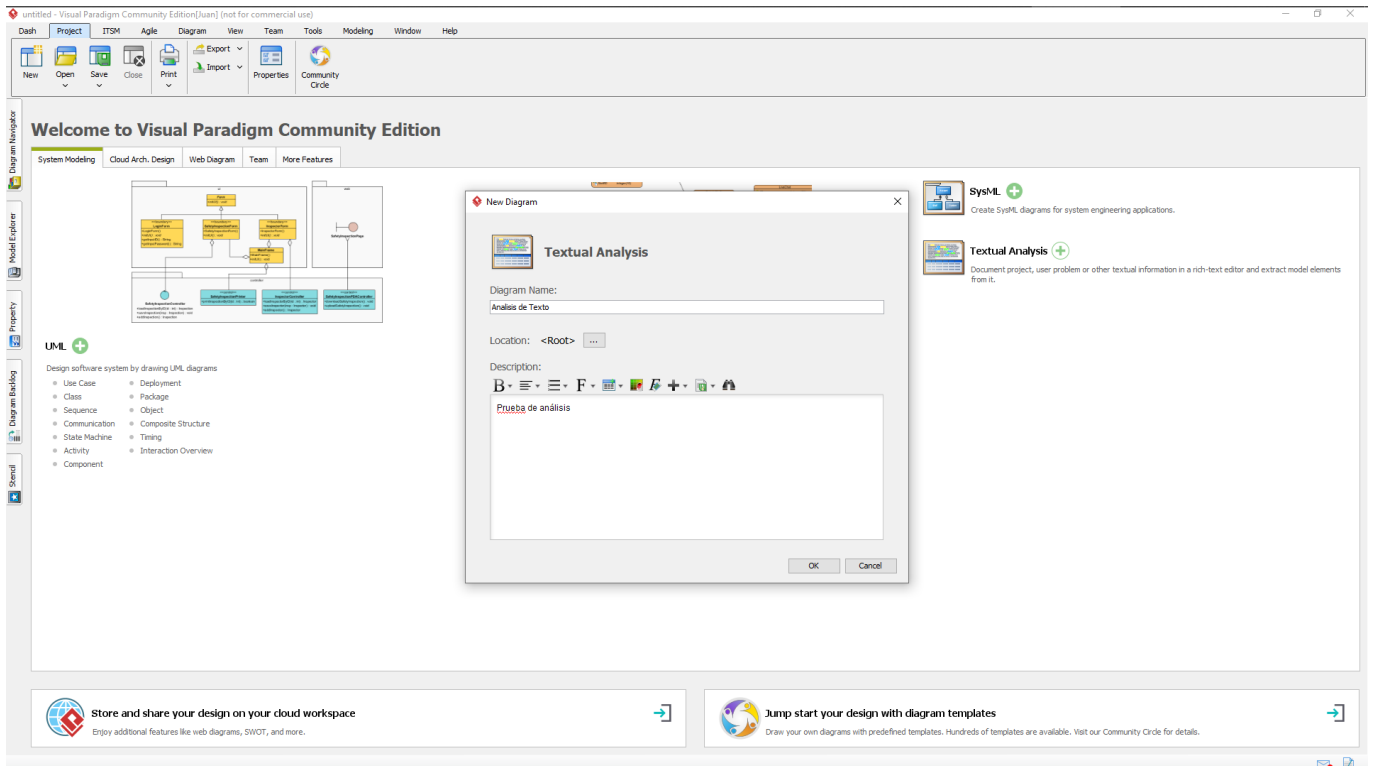 untitled - Visual Paradigm Community Edition[Juan] (not for commercial use)
Dash Project ITSM Agile Diagram View Team Tools Modeling Window Help
New Open Save Close Print Export Import Properties Community Circle
Diagram Navigator
Model Explorer
Property
Diagram Backlog
Stencil
Welcome to Visual Paradigm Community Edition
System Modeling Cloud Arch. Design Web Diagram Team More Features
UML
Design software system by drawing UML diagrams
Use Case Deployment
Class Package
Sequence Object
Communication Composite Structure
State Machine Timing
Activity Interaction Overview
Component
New Diagram
Textual Analysis
Diagram Name:
Analisis de Texto
Location: <Root> ...
Description:
Prueba de análisis
OK Cancel
SysML
Create SysML diagrams for system engineering applications.
Textual Analysis
Document project, user problem or other textual information in a rich-text editor and extract model elements
from it.
Store and share your design on your cloud workspace
Enjoy additional features like web diagrams, SWOT, and more.
Jump start your design with diagram templates
Draw your own diagrams with predefined templates. Hundreds of templates are available. Visit our Community Circle for details.